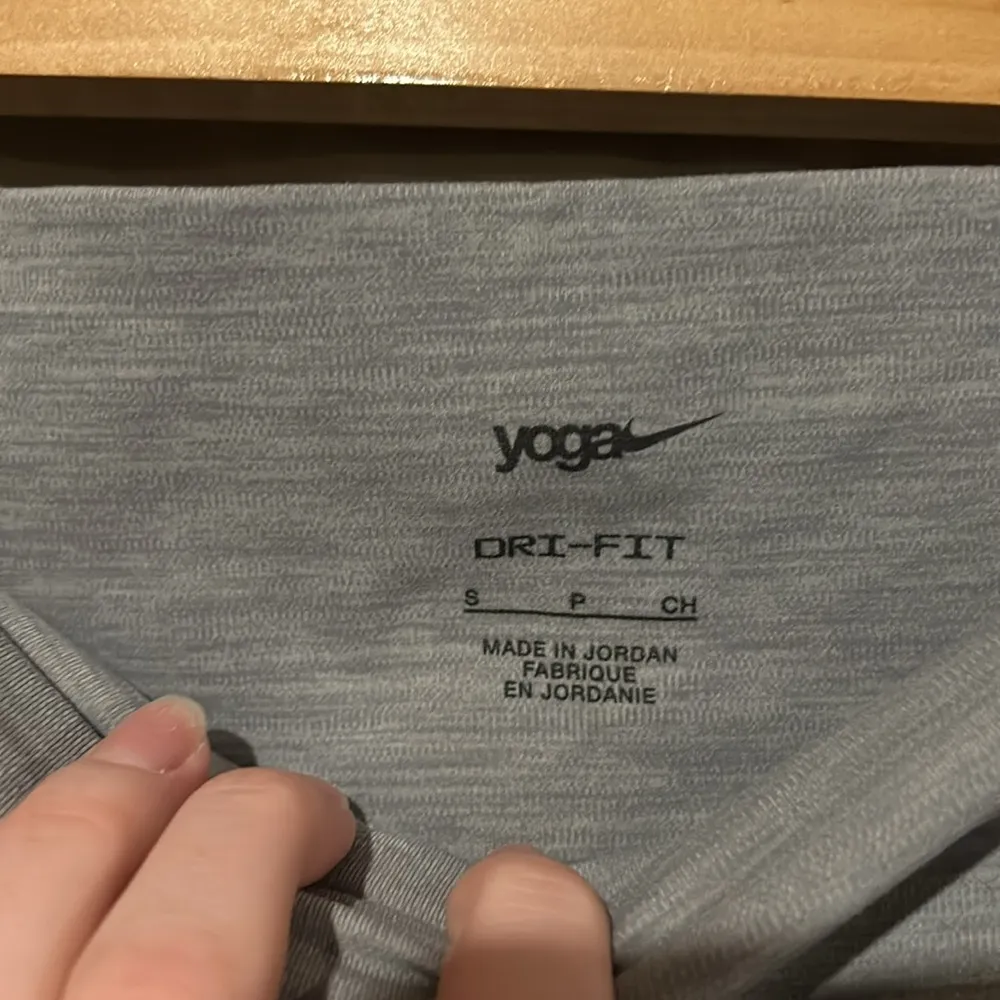 yoga
DRI-FIT
S P CH
MADE IN JORDAN
FABRIQUE
EN JORDANIE